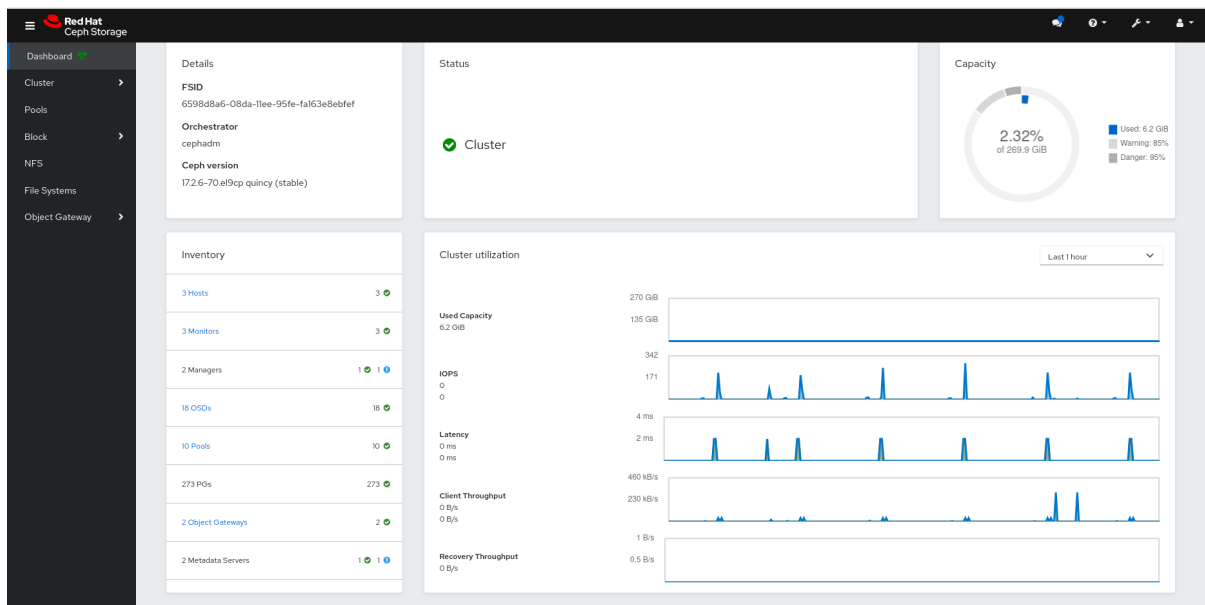 Red Hat
Ceph Storage
Dashboard
Cluster
Pools
Block
NFS
File Systems
Object Gateway
Details
FSID
6598d8a6-08da-11ee-95fe-fa163e8ebfef
Orchestrator
cephadm
Ceph version
17.2.6-70.el9cp quincy (stable)
Status
Cluster
Capacity
2.32%
of 269.9 GiB
Used: 6.2 GiB
Warning: 85%
Danger: 95%
Inventory
3 Hosts 3
3 Monitors 3
2 Managers 1 1
18 OSDs 18
10 Pools 10
273 PGs 273
2 Object Gateways 2
2 Metadata Servers 1 1
Cluster utilization
Last 1 hour
Used Capacity
6.2 GiB
270 GiB
135 GiB
IOPS
0
0
342
171
Latency
0 ms
0 ms
4 ms
2 ms
Client Throughput
0 B/s
0 B/s
460 kB/s
230 kB/s
Recovery Throughput
0 B/s
1 B/s
0.5 B/s